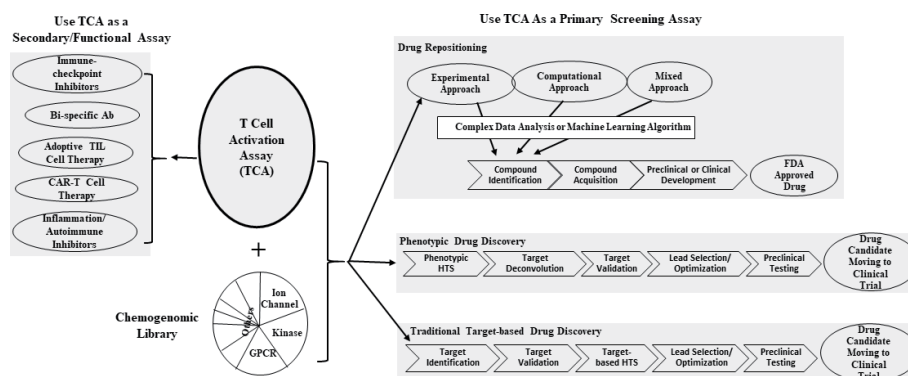 Use TCA as a
Secondary/Functional Assay
Immune-
checkpoint
Inhibitors
Bi-specific Ab
Adoptive TIL
Cell Therapy
CAR-T Cell
Therapy
Inflammation/
Autoimmune
Inhibitors
T Cell
Activation
Assay
(TCA)
+
Chemogenomic
Library
Ion
Channel
Kinase
GPCR
Others
Use TCA As a Primary Screening Assay
Drug Repositioning
Experimental
Approach
Computational
Approach
Mixed
Approach
Complex Data Analysis or Machine Learning Algorithm
Compound
Identification
Compound
Acquisition
Preclinical or Clinical
Development
FDA
Approved
Drug
Phenotypic Drug Discovery
Phenotypic
HTS
Target
Deconvolution
Target
Validation
Lead Selection/
Optimization
Preclinical
Testing
Drug
Candidate
Moving to
Clinical
Trial
Traditional Target-based Drug Discovery
Target
Identification
Target
Validation
Target-
based HTS
Lead Selection/
Optimization
Preclinical
Testing
Drug
Candidate
Moving to
Clinical
Trial